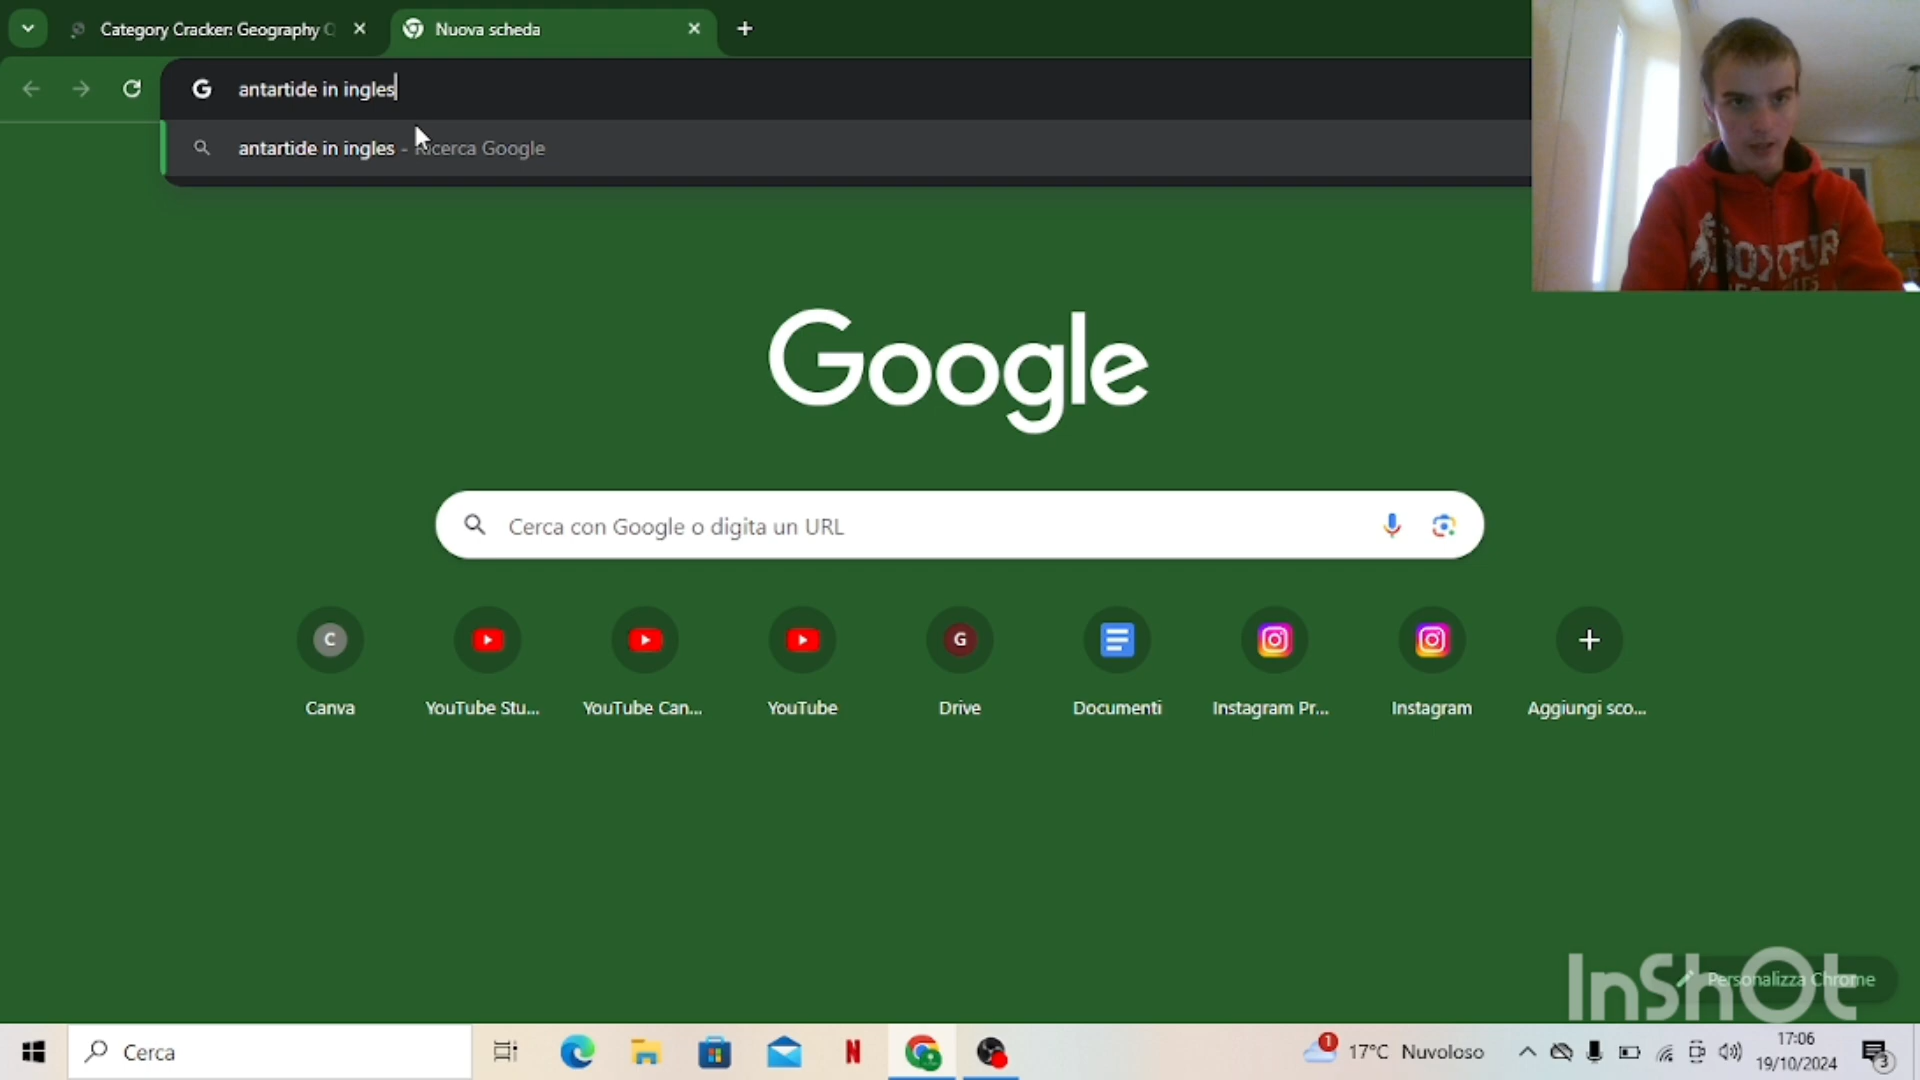 Category Cracker: Geography
Nuova scheda
antartide in ingles
antartide in ingles - Ricerca Google
Google
Cerca con Google o digita un URL
C
G
Canva
YouTube Stu...
YouTube Can...
YouTube
Drive
Documenti
Instagram Pr...
Instagram
Aggiungi sco...
Personalizza Chrome
InShOt
Cerca
N
1
17°C Nuvoloso
17:06
19/10/2024
3